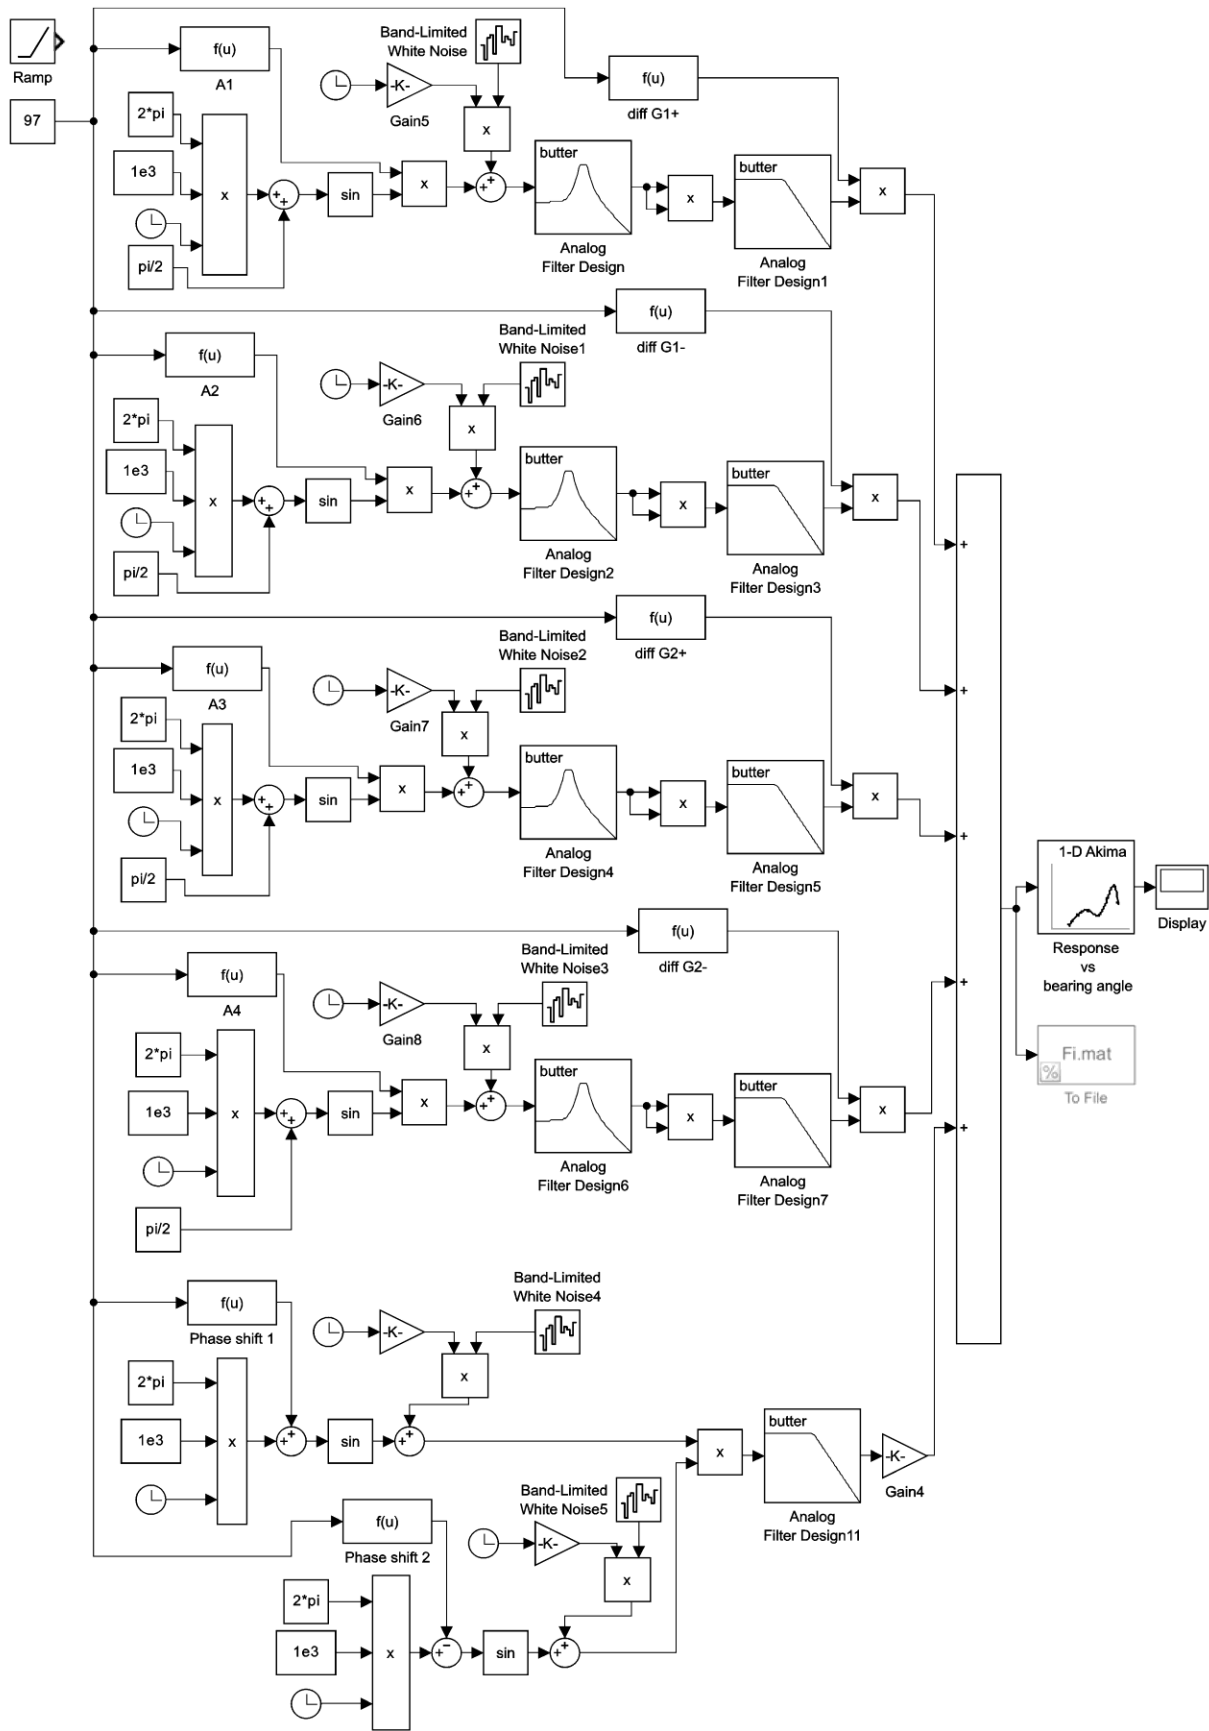 Ramp
97
f(u)
A1
2*pi
1e3
pi/2
x
+
+
sin
x
-K-
Gain5
Band-Limited
White Noise
x
+
+
butter
Analog
Filter Design
x
butter
Analog
Filter Design1
f(u)
diff G1+
x
f(u)
A2
2*pi
1e3
pi/2
x
+
+
sin
x
-K-
Gain6
Band-Limited
White Noise1
x
+
+
butter
Analog
Filter Design2
x
butter
Analog
Filter Design3
f(u)
diff G1-
x
f(u)
A3
2*pi
1e3
pi/2
x
+
+
sin
x
-K-
Gain7
Band-Limited
White Noise2
x
+
+
butter
Analog
Filter Design4
x
butter
Analog
Filter Design5
f(u)
diff G2+
x
f(u)
A4
2*pi
1e3
pi/2
x
+
+
sin
x
-K-
Gain8
Band-Limited
White Noise3
x
+
+
butter
Analog
Filter Design6
x
butter
Analog
Filter Design7
f(u)
diff G2-
x
f(u)
Phase shift 1
2*pi
1e3
x
+
+
sin
-K-
Band-Limited
White Noise4
x
+
+
f(u)
Phase shift 2
2*pi
1e3
x
+
−
sin
-K-
Band-Limited
White Noise5
x
+
+
x
butter
Analog
Filter Design11
-K-
Gain4
+
+
+
+
+
1-D Akima
Response
vs
bearing angle
Display
Fi.mat
%
To File